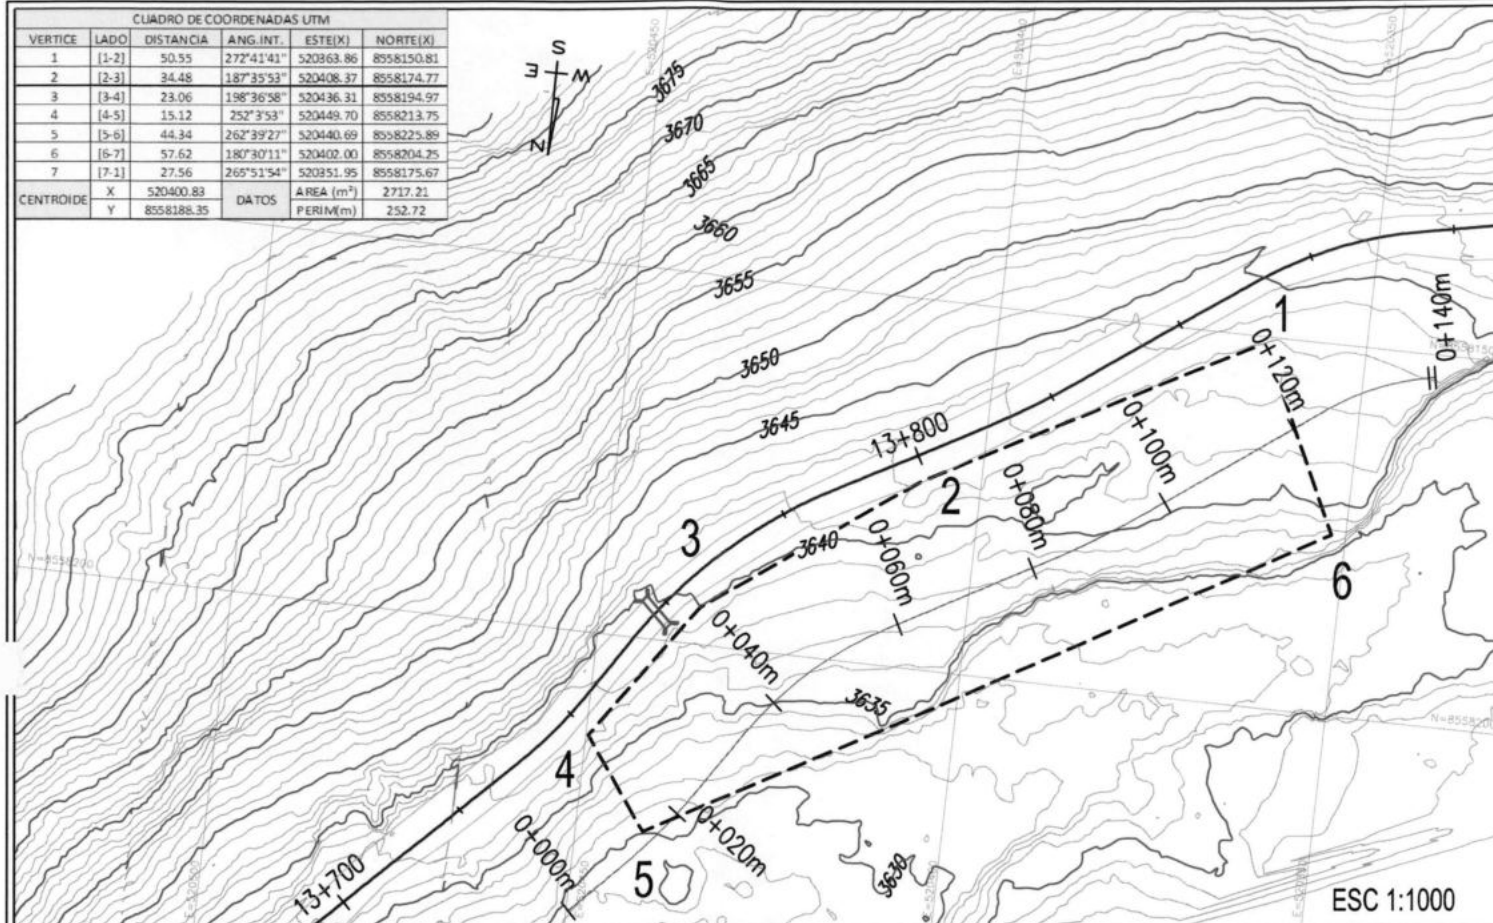 CUADRO DE COORDENADAS UTM
VERTICE LADO DISTANCIA ANG.INT. ESTE(X) NORTE(X)
1 [1-2] 50.55 272°41'41" 520363.86 8558150.81
2 [2-3] 34.48 187°35'53" 520408.37 8558174.77
3 [3-4] 23.06 198°36'58" 520436.31 8558194.97
4 [4-5] 15.12 252°3'53" 520449.70 8558213.75
5 [5-6] 44.34 262°39'27" 520440.69 8558225.89
6 [6-7] 57.62 180°30'11" 520402.00 8558204.25
7 [7-1] 27.56 265°51'54" 520351.95 8558175.67
CENTROIDE X 520400.83 DATOS AREA (m²) 2717.21
Y 8558188.35 PERIM(m) 252.72
S
E W
N
3675
3670
3665
3660
3655
3650
3645
3640
3635
3630
1
0+140m
N=8558150
0+120m
0+100m
13+800
2
0+080m
3
0+060m
N=8558200
6
0+040m
N=8558200
4
0+020m
0+000m
5
13+700
ESC 1:1000